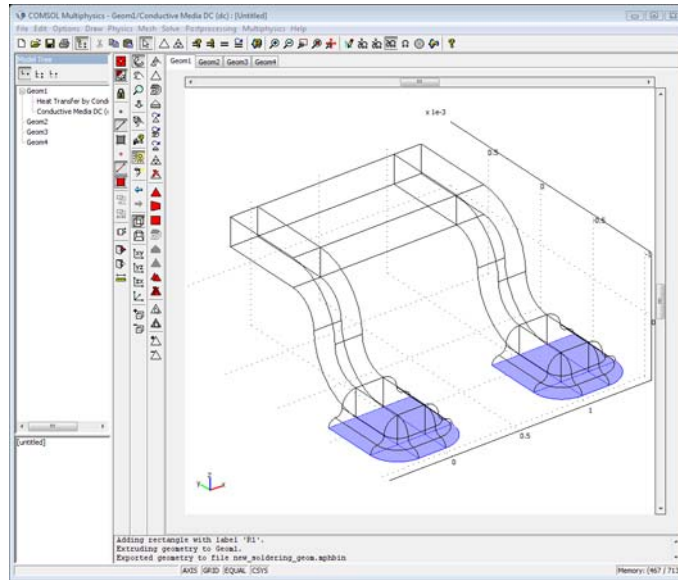 COMSOL Multiphysics - Geom1/Conductive Media DC (dc) : [Untitled]
File Edit Options Draw Physics Mesh Solve Postprocessing Multiphysics Help
Model Tree
Geom1 Geom2 Geom3 Geom4
Geom1
Heat Transfer by Cond
Conductive Media DC (
Geom2
Geom3
Geom4
x 1e-3
0.5
0
-0.5
-1
0
1
0.5
0
z
y x
[untitled]
Adding rectangle with label 'R1'.
Extruding geometry to Geom1.
Exported geometry to file new_soldering_geom.mphbin
AXIS GRID EQUAL CSYS
Memory: (467 / 713